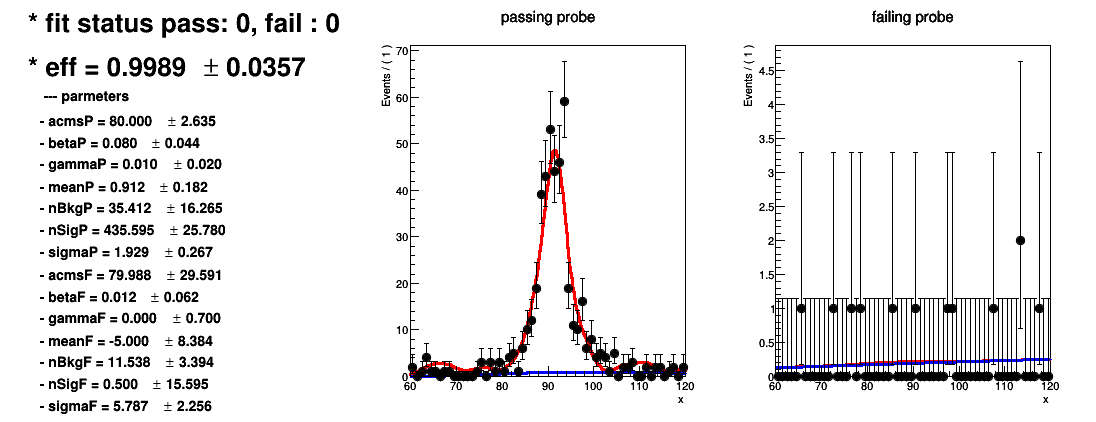 * fit status pass: 0, fail : 0
* eff = 0.9989 ± 0.0357
--- parmeters
- acmsP = 80.000 ± 2.635
- betaP = 0.080 ± 0.044
- gammaP = 0.010 ± 0.020
- meanP = 0.912 ± 0.182
- nBkgP = 35.412 ± 16.265
- nSigP = 435.595 ± 25.780
- sigmaP = 1.929 ± 0.267
- acmsF = 79.988 ± 29.591
- betaF = 0.012 ± 0.062
- gammaF = 0.000 ± 0.700
- meanF = -5.000 ± 8.384
- nBkgF = 11.538 ± 3.394
- nSigF = 0.500 ± 15.595
- sigmaF = 5.787 ± 2.256
passing probe
Events / ( 1 )
70
60
50
40
30
20
10
0
60 70 80 90 100 110 120
x
failing probe
Events / ( 1 )
4.5
4
3.5
3
2.5
2
1.5
1
0.5
0
60 70 80 90 100 110 120
x